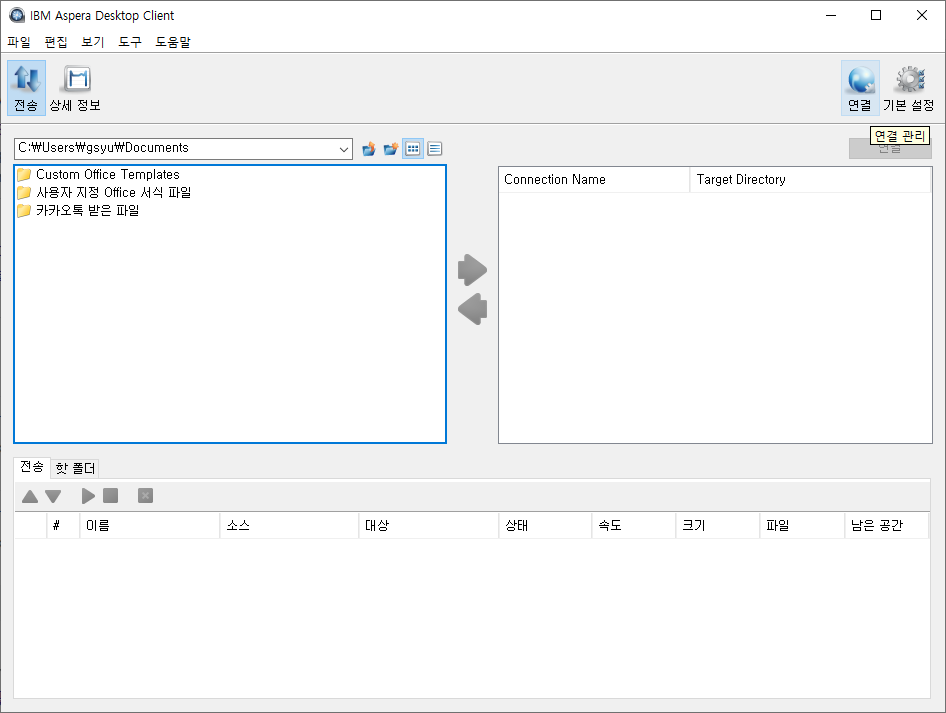 IBM Aspera Desktop Client
파일 편집 보기 도구 도움말
전송 상세 정보 연결 기본 설정
연결 관리
C:₩Users₩gsyu₩Documents 연결
Custom Office Templates
사용자 지정 Office 서식 파일
카카오톡 받은 파일
Connection Name Target Directory
전송 핫 폴더
# 이름 소스 대상 상태 속도 크기 파일 남은 공간